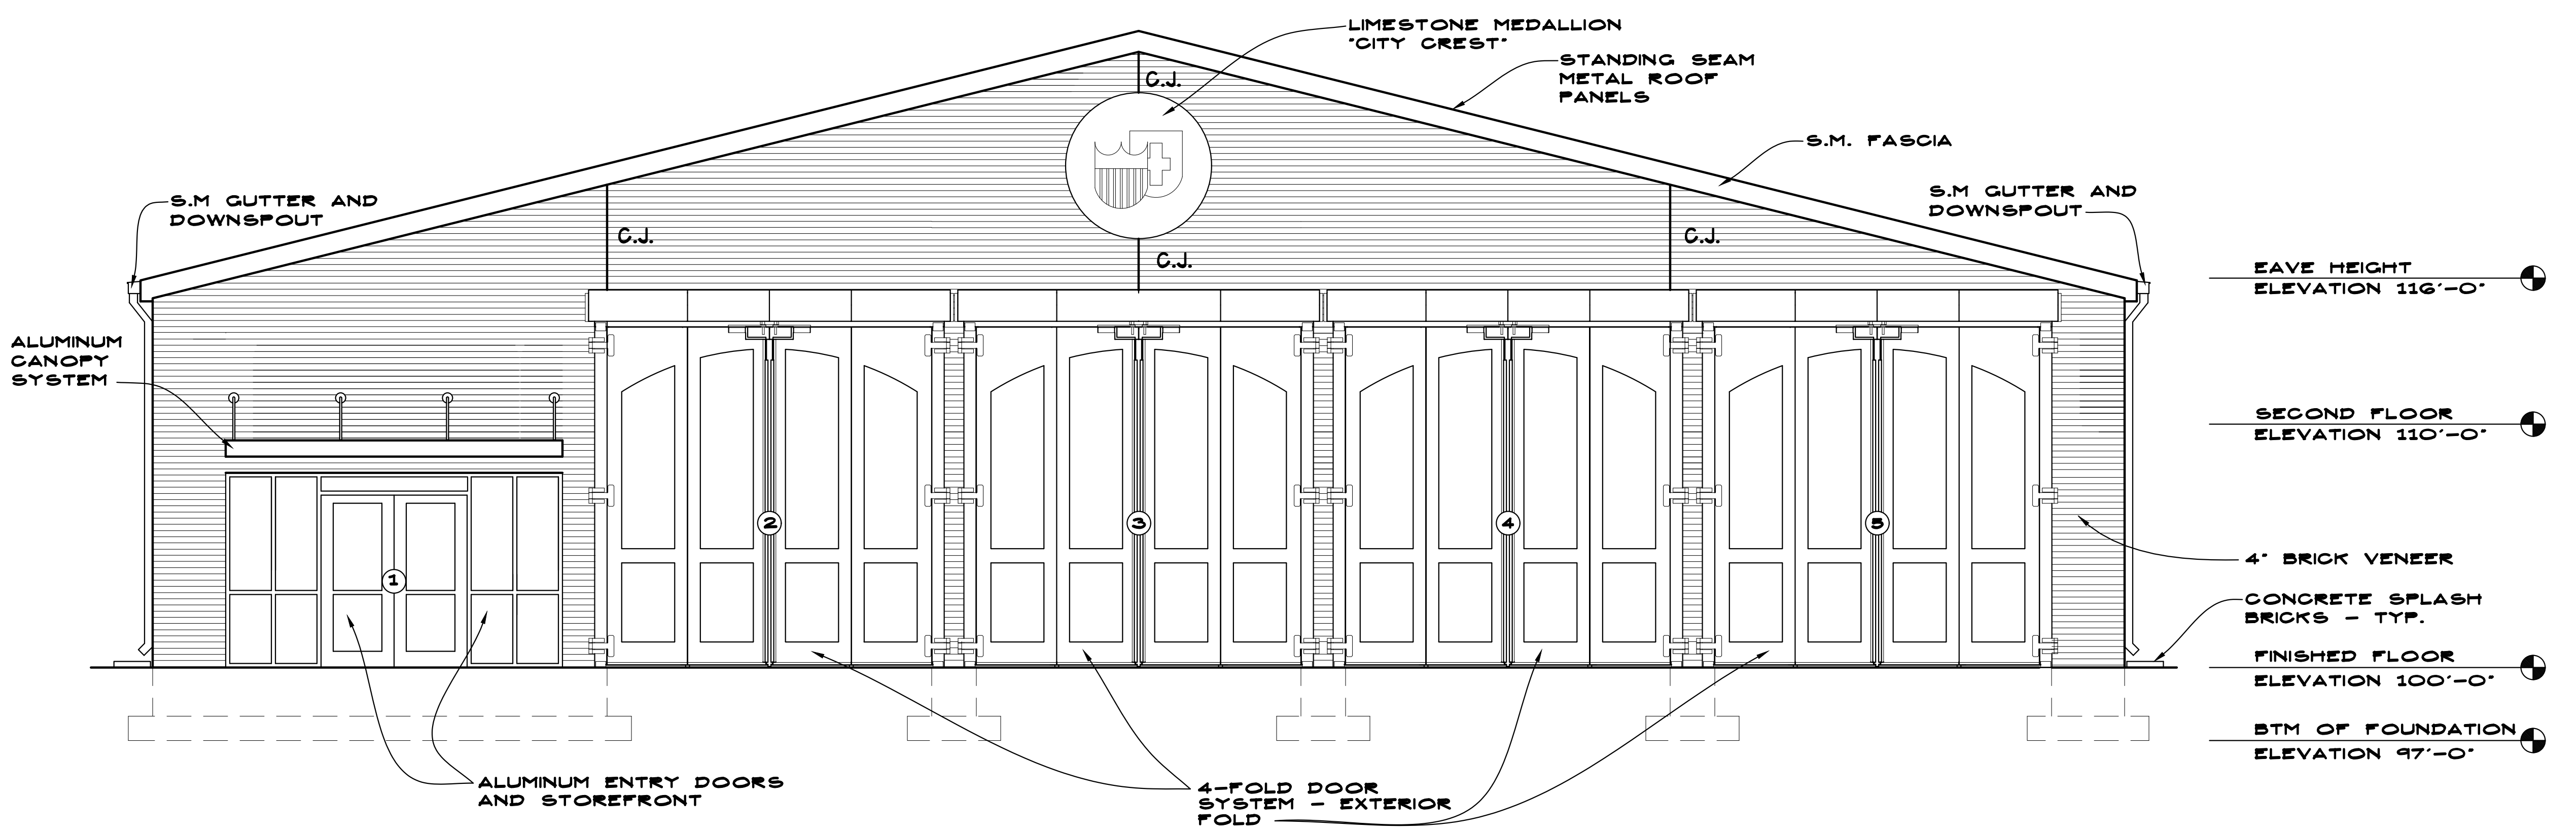 LIMESTONE MEDALLION
"CITY CREST"
STANDING SEAM
METAL ROOF
PANELS
C.J.
S.M. FASCIA
S.M GUTTER AND
DOWNSPOUT
S.M GUTTER AND
DOWNSPOUT
C.J.
C.J.
C.J.
EAVE HEIGHT
ELEVATION 116'-0"
ALUMINUM
CANOPY
SYSTEM
SECOND FLOOR
ELEVATION 110'-0"
1
2
3
4
5
4" BRICK VENEER
CONCRETE SPLASH
BRICKS - TYP.
FINISHED FLOOR
ELEVATION 100'-0"
BTM OF FOUNDATION
ELEVATION 97'-0"
ALUMINUM ENTRY DOORS
AND STOREFRONT
4-FOLD DOOR
SYSTEM - EXTERIOR
FOLD